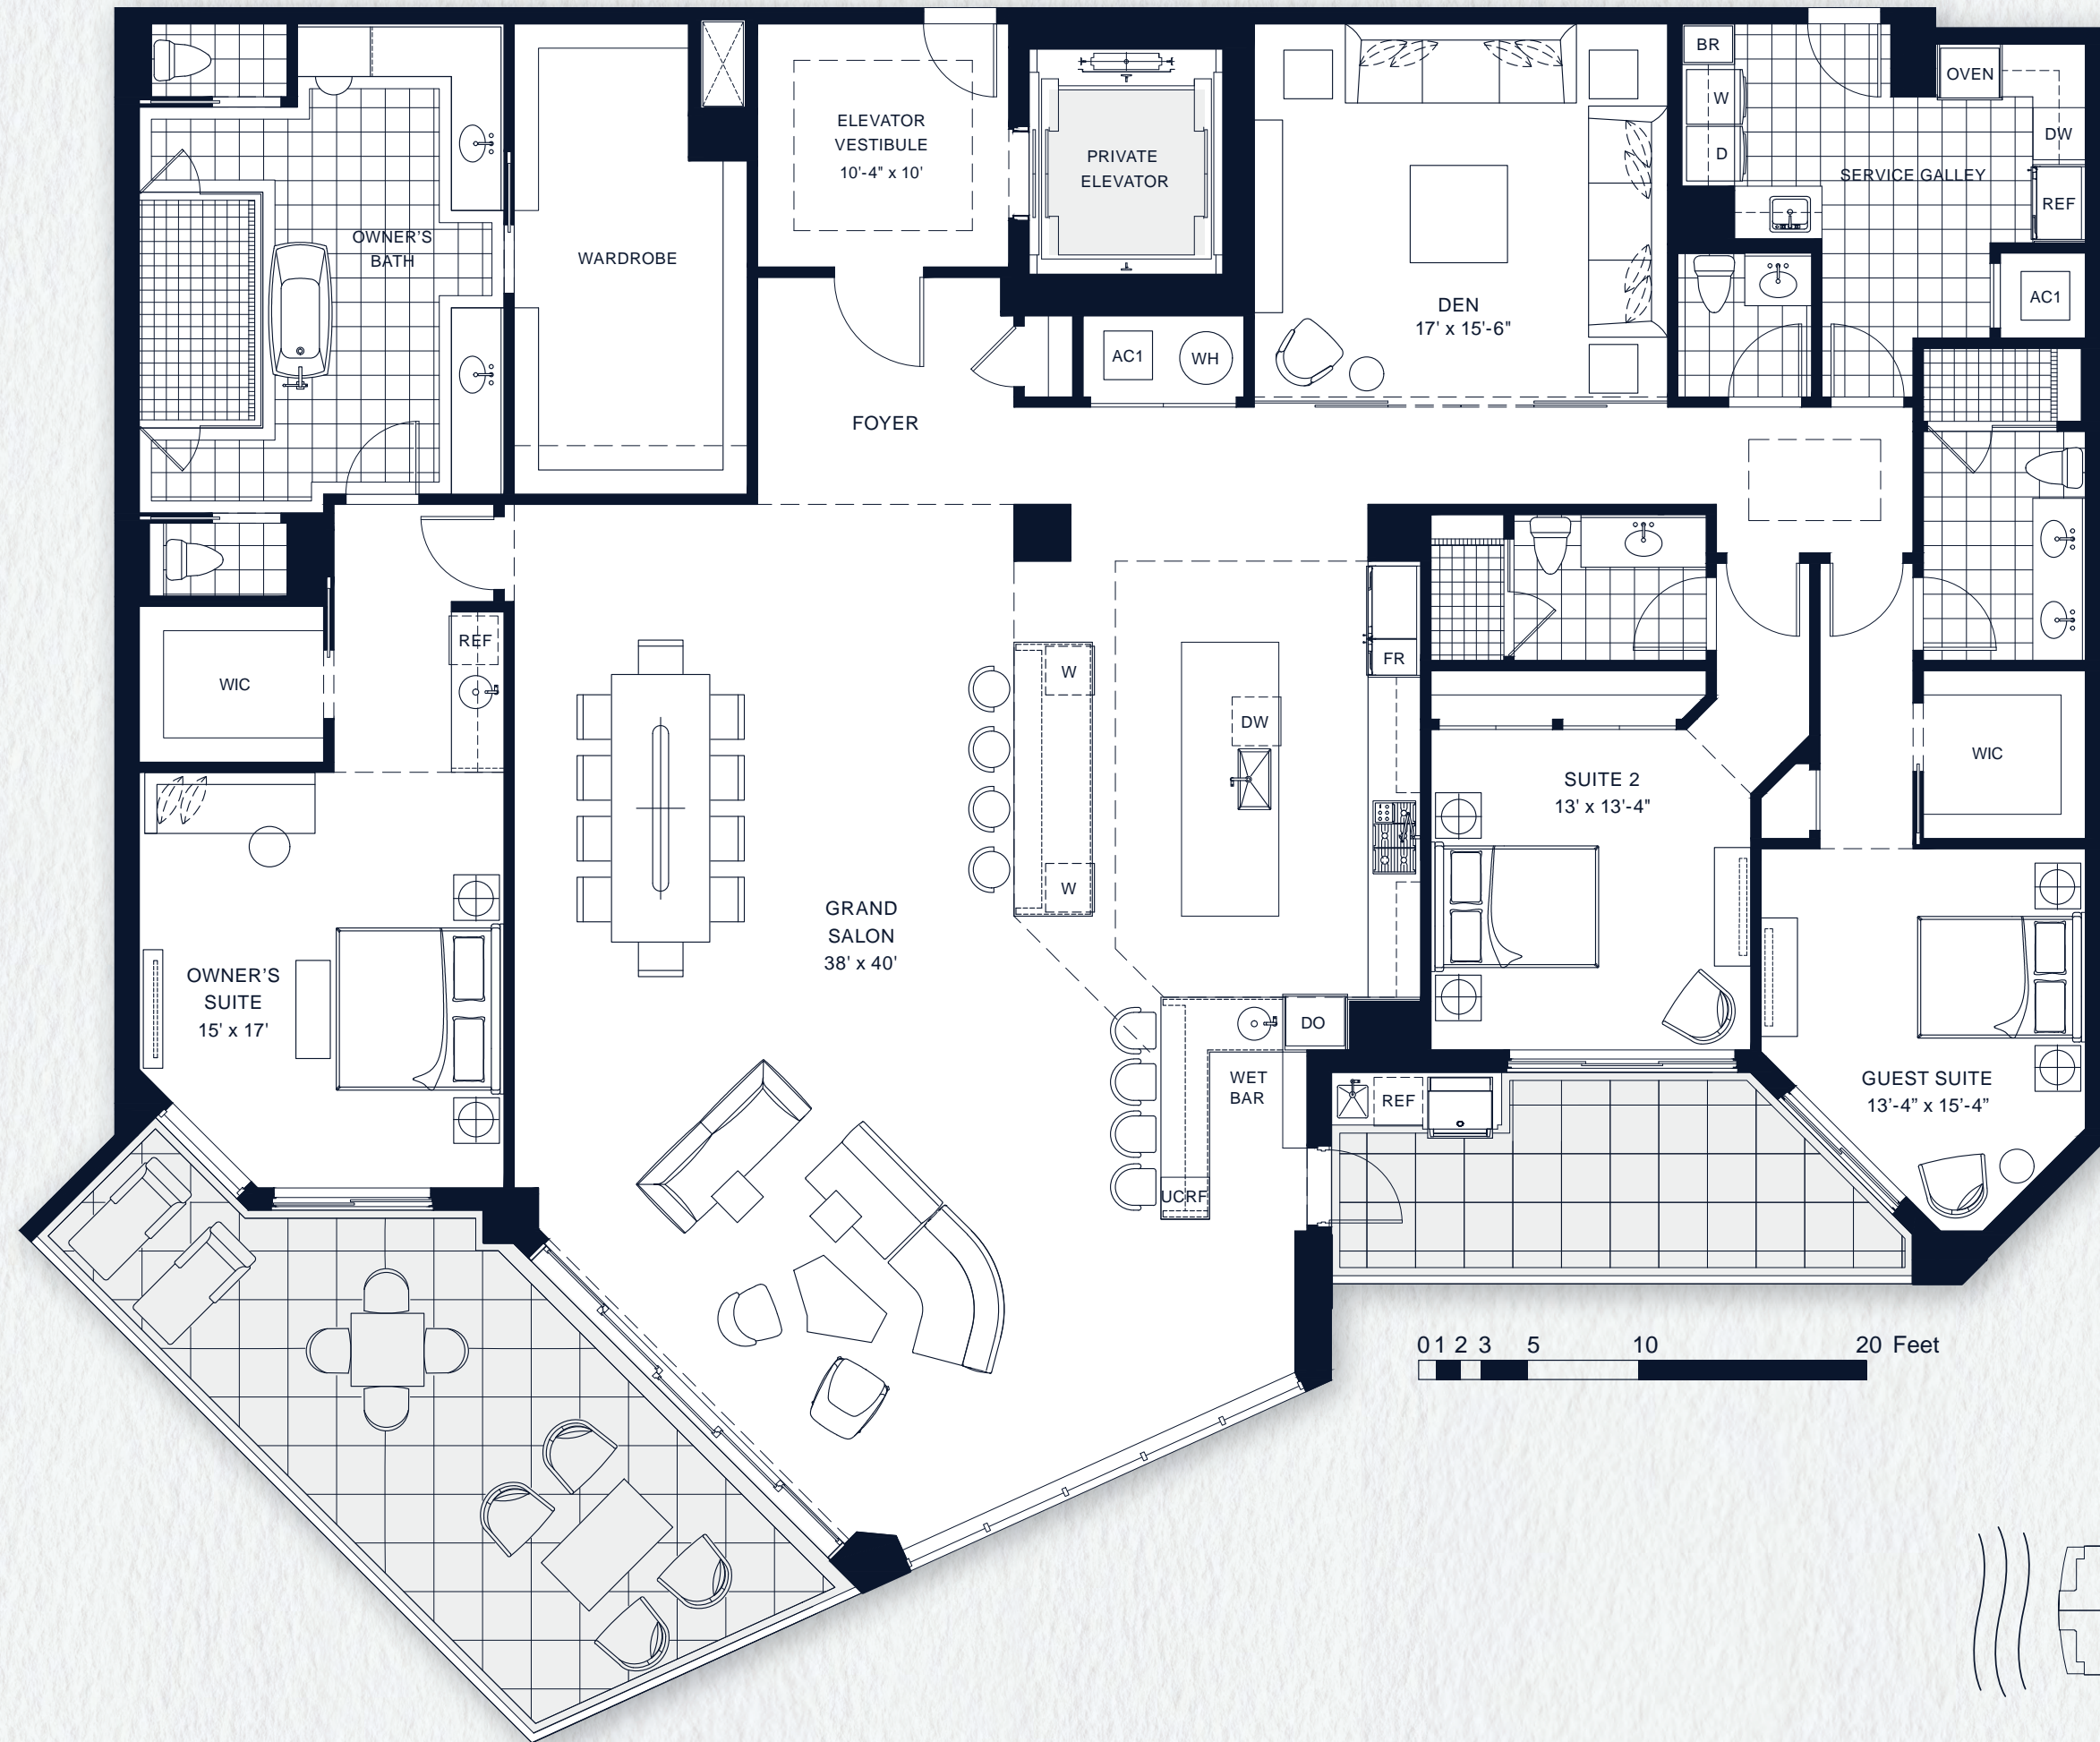 BR
OVEN
W
ELEVATOR
VESTIBULE
10'-4" x 10'
DW
D
PRIVATE
ELEVATOR
SERVICE GALLEY
REF
OWNER'S
BATH
WARDROBE
AC1
DEN
17' x 15'-6"
AC1
WH
FOYER
REF
FR
W
WIC
DW
WIC
SUITE 2
13' x 13'-4"
W
GRAND
SALON
38' x 40'
OWNER'S
SUITE
15' x 17'
DO
WET
BAR
GUEST SUITE
13'-4” x 15'-4”
REF
UCRF
0 1 2 3 5 10 20 Feet